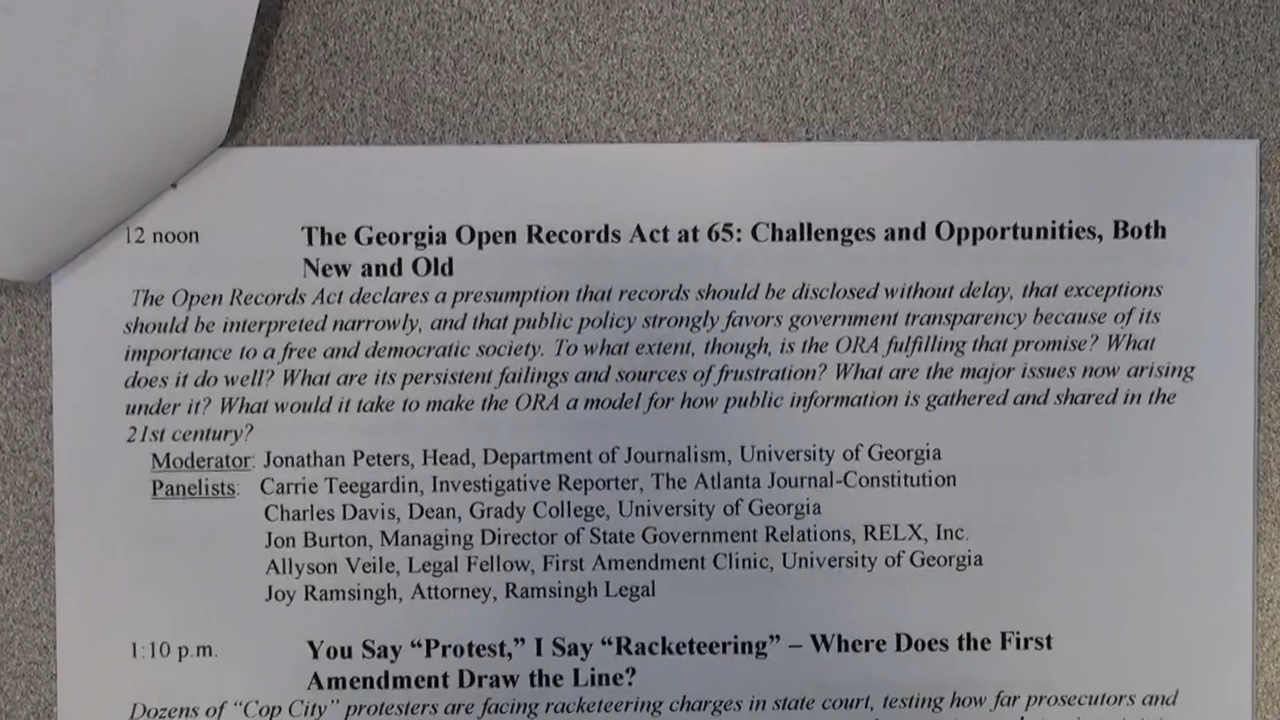 12 noon The Georgia Open Records Act at 65: Challenges and Opportunities, Both
New and Old
The Open Records Act declares a presumption that records should be disclosed without delay, that exceptions
should be interpreted narrowly, and that public policy strongly favors government transparency because of its
importance to a free and democratic society. To what extent, though, is the ORA fulfilling that promise? What
does it do well? What are its persistent failings and sources of frustration? What are the major issues now arising
under it? What would it take to make the ORA a model for how public information is gathered and shared in the
21st century?
Moderator: Jonathan Peters, Head, Department of Journalism, University of Georgia
Panelists: Carrie Teegardin, Investigative Reporter, The Atlanta Journal-Constitution
Charles Davis, Dean, Grady College, University of Georgia
Jon Burton, Managing Director of State Government Relations, RELX, Inc.
Allyson Veile, Legal Fellow, First Amendment Clinic, University of Georgia
Joy Ramsingh, Attorney, Ramsingh Legal
1:10 p.m. You Say “Protest,” I Say “Racketeering” – Where Does the First
Amendment Draw the Line?
Dozens of “Cop City” protesters are facing racketeering charges in state court, testing how far prosecutors and